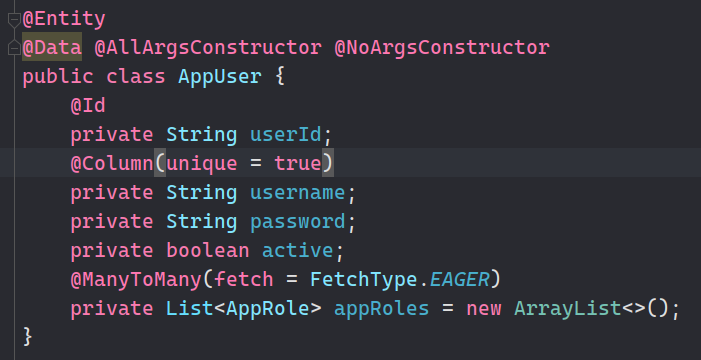 @Entity
@Data @AllArgsConstructor @NoArgsConstructor
public class AppUser {
    @Id
    private String userId;
    @Column(unique = true)
    private String username;
    private String password;
    private boolean active;
    @ManyToMany(fetch = FetchType.EAGER)
    private List<AppRole> appRoles = new ArrayList<>();
}